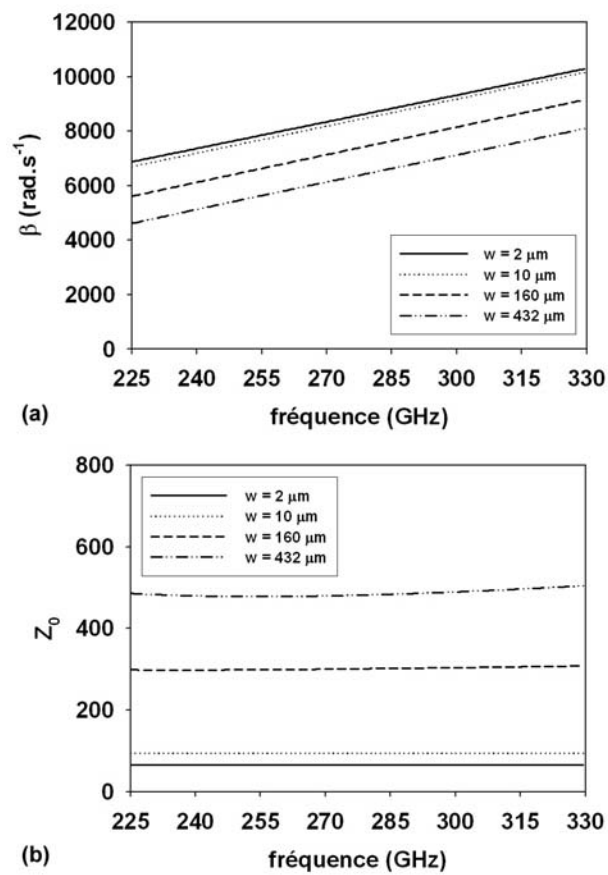 12000
10000
8000
6000
4000
2000
0
β (rad.s⁻¹)
w = 2 μm
w = 10 μm
w = 160 μm
w = 432 μm
225 240 255 270 285 300 315 330
(a)
fréquence (GHz)
800
600
400
200
0
Z₀
w = 2 μm
w = 10 μm
w = 160 μm
w = 432 μm
225 240 255 270 285 300 315 330
(b)
fréquence (GHz)